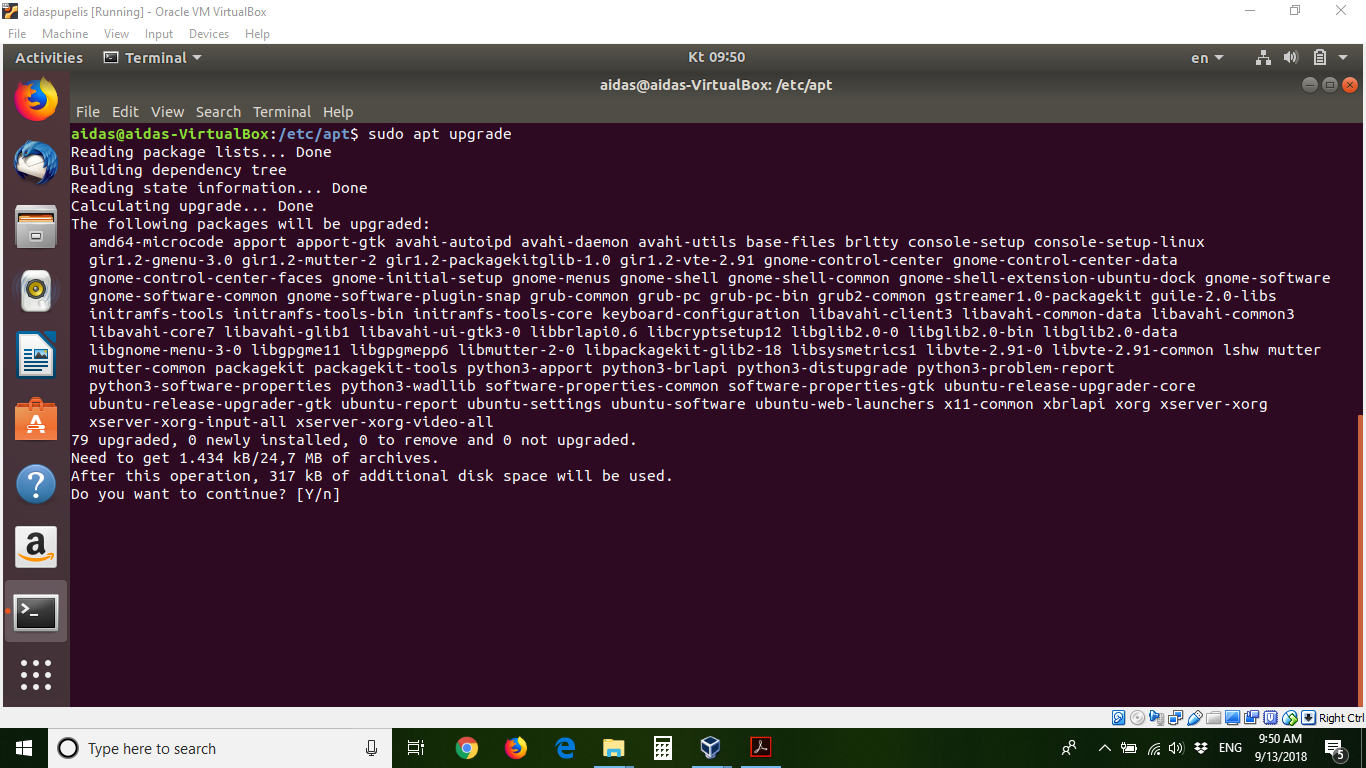 aidaspupelis [Running] - Oracle VM VirtualBox
File Machine View Input Devices Help
Activities Terminal Kt 09:50 en
aidas@aidas-VirtualBox: /etc/apt
File Edit View Search Terminal Help
aidas@aidas-VirtualBox:/etc/apt$ sudo apt upgrade
Reading package lists... Done
Building dependency tree
Reading state information... Done
Calculating upgrade... Done
The following packages will be upgraded:
amd64-microcode apport apport-gtk avahi-autoipd avahi-daemon avahi-utils base-files brltty console-setup console-setup-linux
gir1.2-gmenu-3.0 gir1.2-mutter-2 gir1.2-packagekitglib-1.0 gir1.2-vte-2.91 gnome-control-center gnome-control-center-data
gnome-control-center-faces gnome-initial-setup gnome-menus gnome-shell gnome-shell-common gnome-shell-extension-ubuntu-dock gnome-software
gnome-software-common gnome-software-plugin-snap grub-common grub-pc grub-pc-bin grub2-common gstreamer1.0-packagekit guile-2.0-libs
initramfs-tools initramfs-tools-bin initramfs-tools-core keyboard-configuration libavahi-client3 libavahi-common-data libavahi-common3
libavahi-core7 libavahi-glib1 libavahi-ui-gtk3-0 libbrlapi0.6 libcryptsetup12 libglib2.0-0 libglib2.0-bin libglib2.0-data
libgnome-menu-3-0 libgpgme11 libgpgmepp6 libmutter-2-0 libpackagekit-glib2-18 libsysmetrics1 libvte-2.91-0 libvte-2.91-common lshw mutter
mutter-common packagekit packagekit-tools python3-apport python3-brlapi python3-distupgrade python3-problem-report
python3-software-properties python3-wadllib software-properties-common software-properties-gtk ubuntu-release-upgrader-core
ubuntu-release-upgrader-gtk ubuntu-report ubuntu-settings ubuntu-software ubuntu-web-launchers x11-common xbrlapi xorg xserver-xorg
xserver-xorg-input-all xserver-xorg-video-all
79 upgraded, 0 newly installed, 0 to remove and 0 not upgraded.
Need to get 1.434 kB/24,7 MB of archives.
After this operation, 317 kB of additional disk space will be used.
Do you want to continue? [Y/n]
Right Ctrl
Type here to search
ENG
9:50 AM
9/13/2018
5